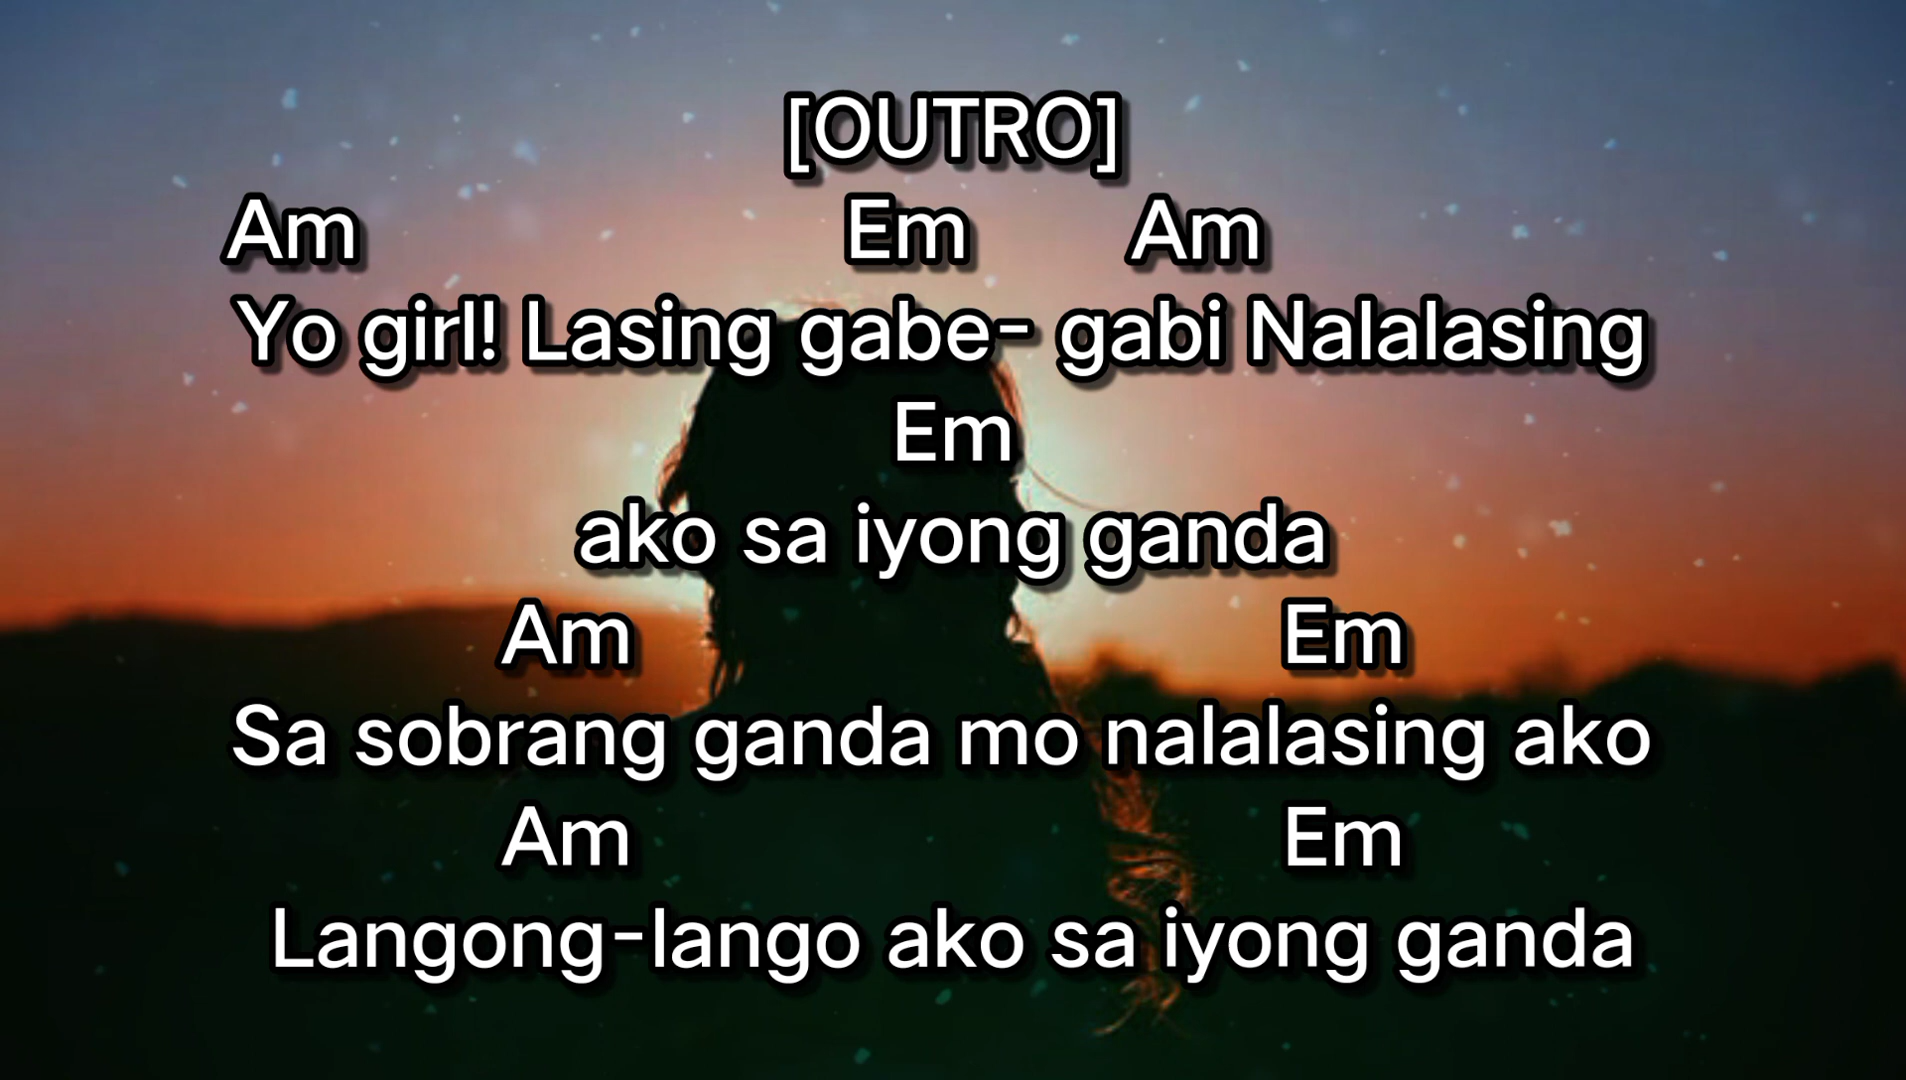 [OUTRO]
Am Em Am
Yo girl! Lasing gabe- gabi Nalalasing
Em
ako sa iyong ganda
Am Em
Sa sobrang ganda mo nalalasing ako
Am Em
Langong-lango ako sa iyong ganda